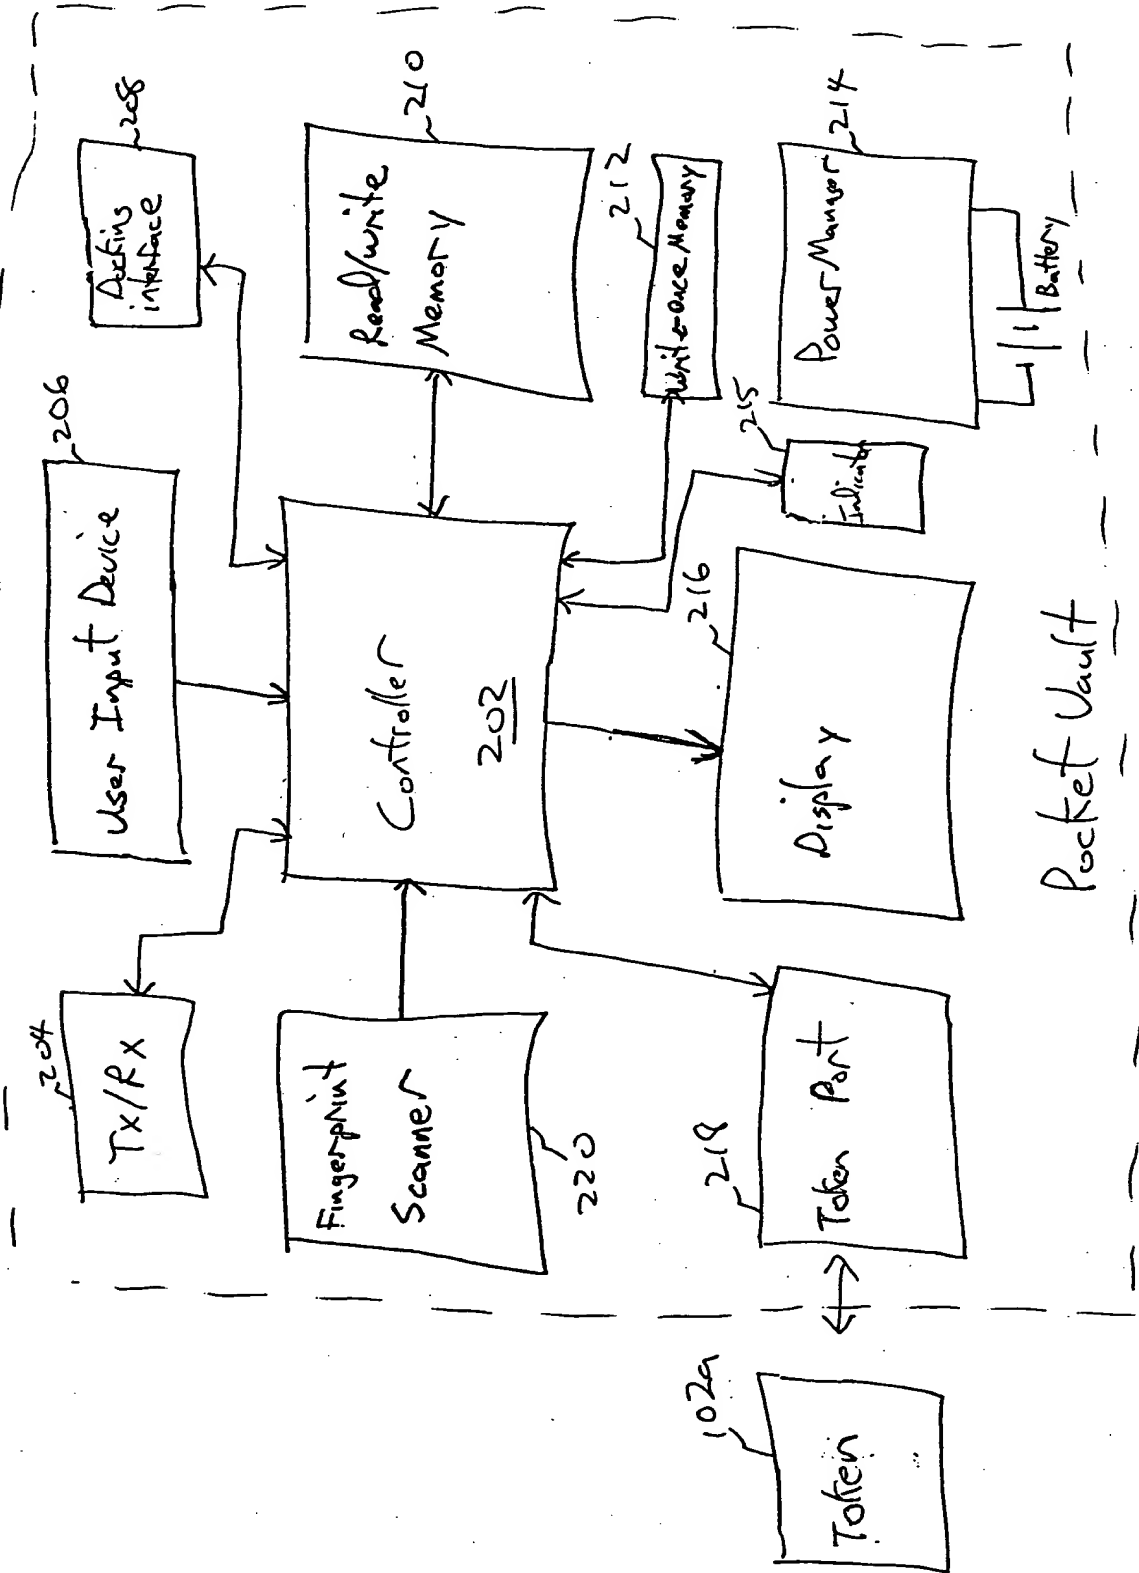 204
TX/Rx
206
User Input Device
208
Docking
interface
Fingerprint
Scanner
220
Controller
202
Read/write
Memory
210
212
Write-once Memory
102a
Token
218
Token Port
216
Display
215
Indicator
214
Power Manager
Battery
Pocket Vault